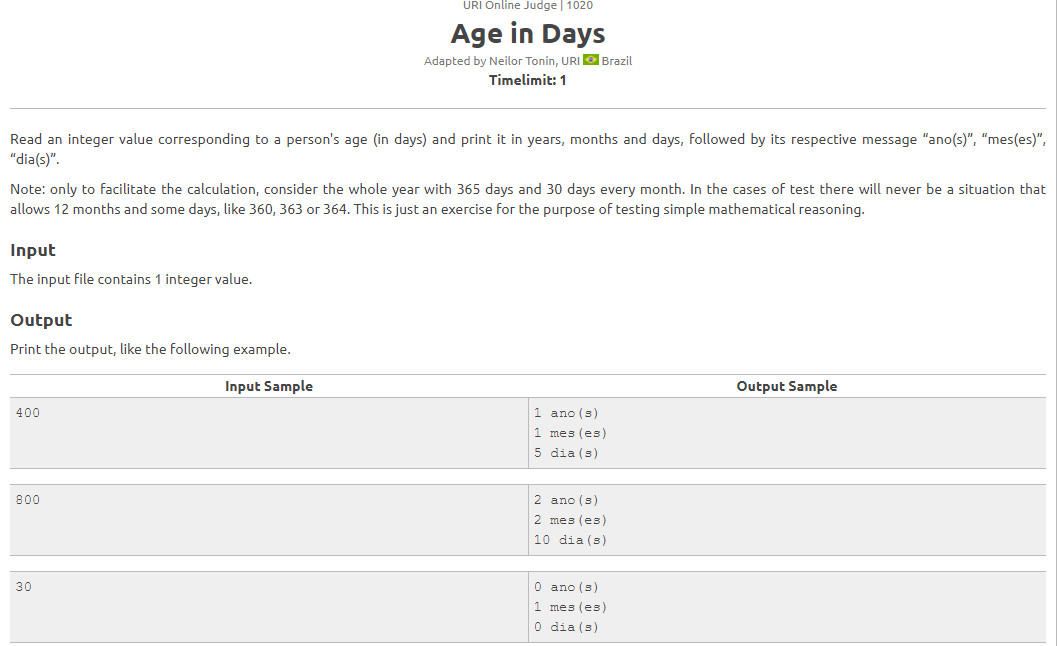 URI Online Judge | 1020
Age in Days
Adapted by Neilor Tonin, URI Brazil
Timelimit: 1
Read an integer value corresponding to a person's age (in days) and print it in years, months and days, followed by its respective message “ano(s)”, “mes(es)”,
“dia(s)”.
Note: only to facilitate the calculation, consider the whole year with 365 days and 30 days every month. In the cases of test there will never be a situation that
allows 12 months and some days, like 360, 363 or 364. This is just an exercise for the purpose of testing simple mathematical reasoning.
Input
The input file contains 1 integer value.
Output
Print the output, like the following example.
Input Sample Output Sample
400 1 ano(s)
1 mes(es)
5 dia(s)
800 2 ano(s)
2 mes(es)
10 dia(s)
30 0 ano(s)
1 mes(es)
0 dia(s)